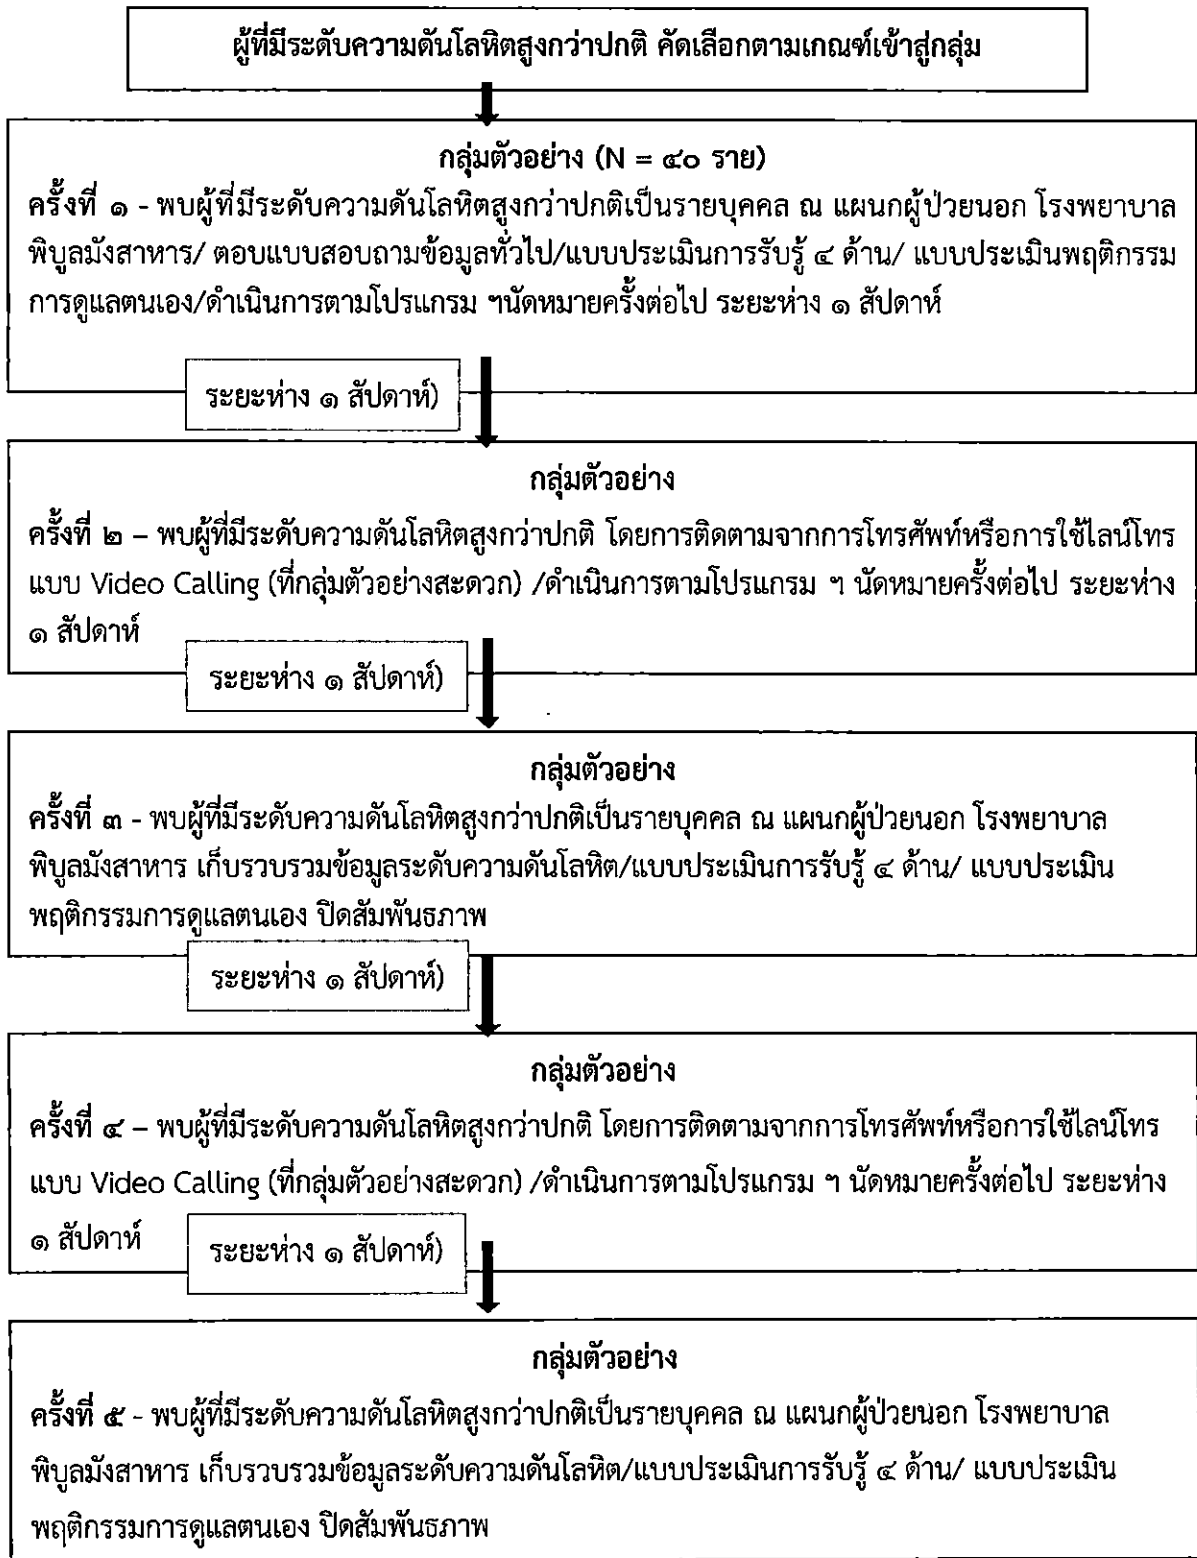 ผู้ที่มีระดับความดันโลหิตสูงกว่าปกติ คัดเลือกตามเกณฑ์เข้าสู่กลุ่ม
กลุ่มตัวอย่าง (N = ๔๐ ราย)
ครั้งที่ ๑ - พบผู้ที่มีระดับความดันโลหิตสูงกว่าปกติเป็นรายบุคคล ณ แผนกผู้ป่วยนอก โรงพยาบาล
พิบูลมังสาหาร/ ตอบแบบสอบถามข้อมูลทั่วไป/แบบประเมินการรับรู้ ๔ ด้าน/ แบบประเมินพฤติกรรม
การดูแลตนเอง/ดำเนินการตามโปรแกรม ฯนัดหมายครั้งต่อไป ระยะห่าง ๑ สัปดาห์
ระยะห่าง ๑ สัปดาห์)
กลุ่มตัวอย่าง
ครั้งที่ ๒ – พบผู้ที่มีระดับความดันโลหิตสูงกว่าปกติ โดยการติดตามจากการโทรศัพท์หรือการใช้ไลน์โทร
แบบ Video Calling (ที่กลุ่มตัวอย่างสะดวก) /ดำเนินการตามโปรแกรม ฯ นัดหมายครั้งต่อไป ระยะห่าง
๑ สัปดาห์
ระยะห่าง ๑ สัปดาห์)
กลุ่มตัวอย่าง
ครั้งที่ ๓ - พบผู้ที่มีระดับความดันโลหิตสูงกว่าปกติเป็นรายบุคคล ณ แผนกผู้ป่วยนอก โรงพยาบาล
พิบูลมังสาหาร เก็บรวบรวมข้อมูลระดับความดันโลหิต/แบบประเมินการรับรู้ ๔ ด้าน/ แบบประเมิน
พฤติกรรมการดูแลตนเอง ปิดสัมพันธภาพ
ระยะห่าง ๑ สัปดาห์)
กลุ่มตัวอย่าง
ครั้งที่ ๔ – พบผู้ที่มีระดับความดันโลหิตสูงกว่าปกติ โดยการติดตามจากการโทรศัพท์หรือการใช้ไลน์โทร
แบบ Video Calling (ที่กลุ่มตัวอย่างสะดวก) /ดำเนินการตามโปรแกรม ฯ นัดหมายครั้งต่อไป ระยะห่าง
๑ สัปดาห์
ระยะห่าง ๑ สัปดาห์)
กลุ่มตัวอย่าง
ครั้งที่ ๕ - พบผู้ที่มีระดับความดันโลหิตสูงกว่าปกติเป็นรายบุคคล ณ แผนกผู้ป่วยนอก โรงพยาบาล
พิบูลมังสาหาร เก็บรวบรวมข้อมูลระดับความดันโลหิต/แบบประเมินการรับรู้ ๔ ด้าน/ แบบประเมิน
พฤติกรรมการดูแลตนเอง ปิดสัมพันธภาพ